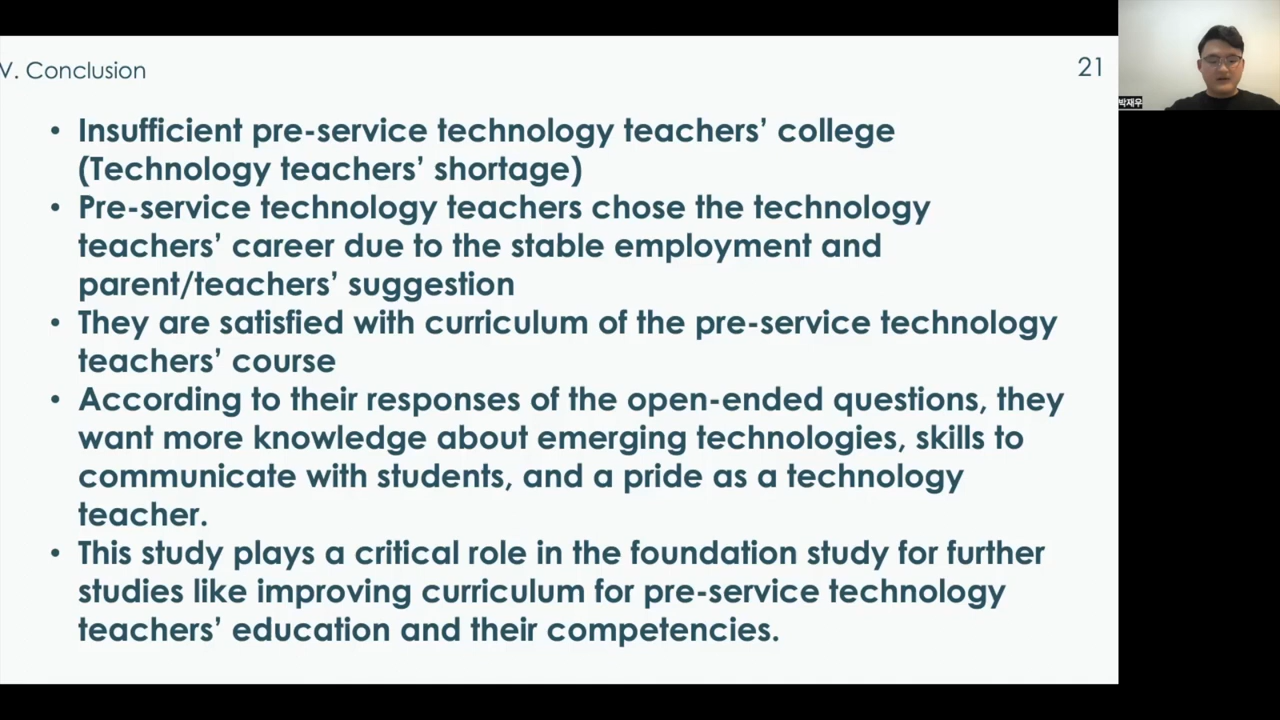 V. Conclusion
21
박재우
• Insufficient pre-service technology teachers’ college
(Technology teachers’ shortage)
• Pre-service technology teachers chose the technology
teachers’ career due to the stable employment and
parent/teachers’ suggestion
• They are satisfied with curriculum of the pre-service technology
teachers’ course
• According to their responses of the open-ended questions, they
want more knowledge about emerging technologies, skills to
communicate with students, and a pride as a technology
teacher.
• This study plays a critical role in the foundation study for further
studies like improving curriculum for pre-service technology
teachers’ education and their competencies.